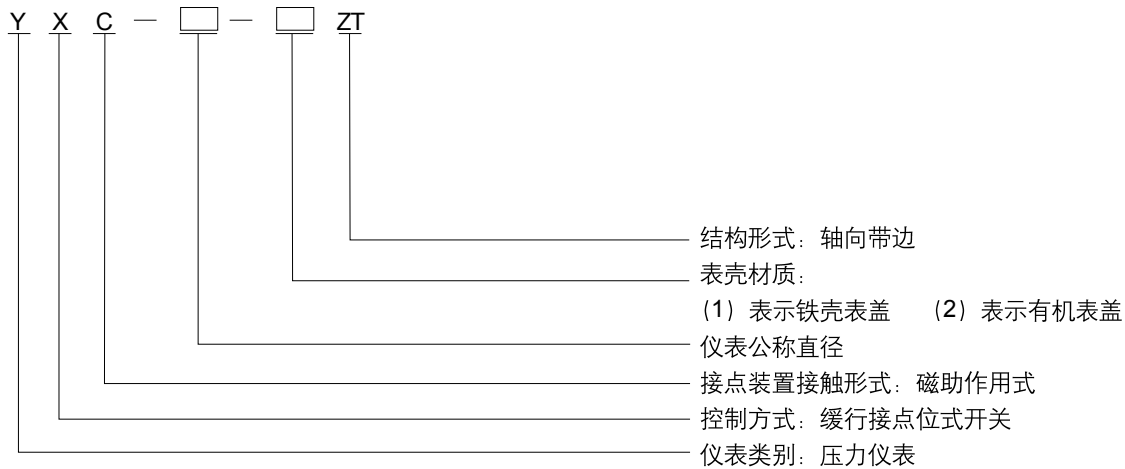 Y X C — □ — □ ZT
结构形式：轴向带边
表壳材质：
（1）表示铁壳表盖 （2）表示有机表盖
仪表公称直径
接点装置接触形式：磁助作用式
控制方式：缓行接点位式开关
仪表类别：压力仪表